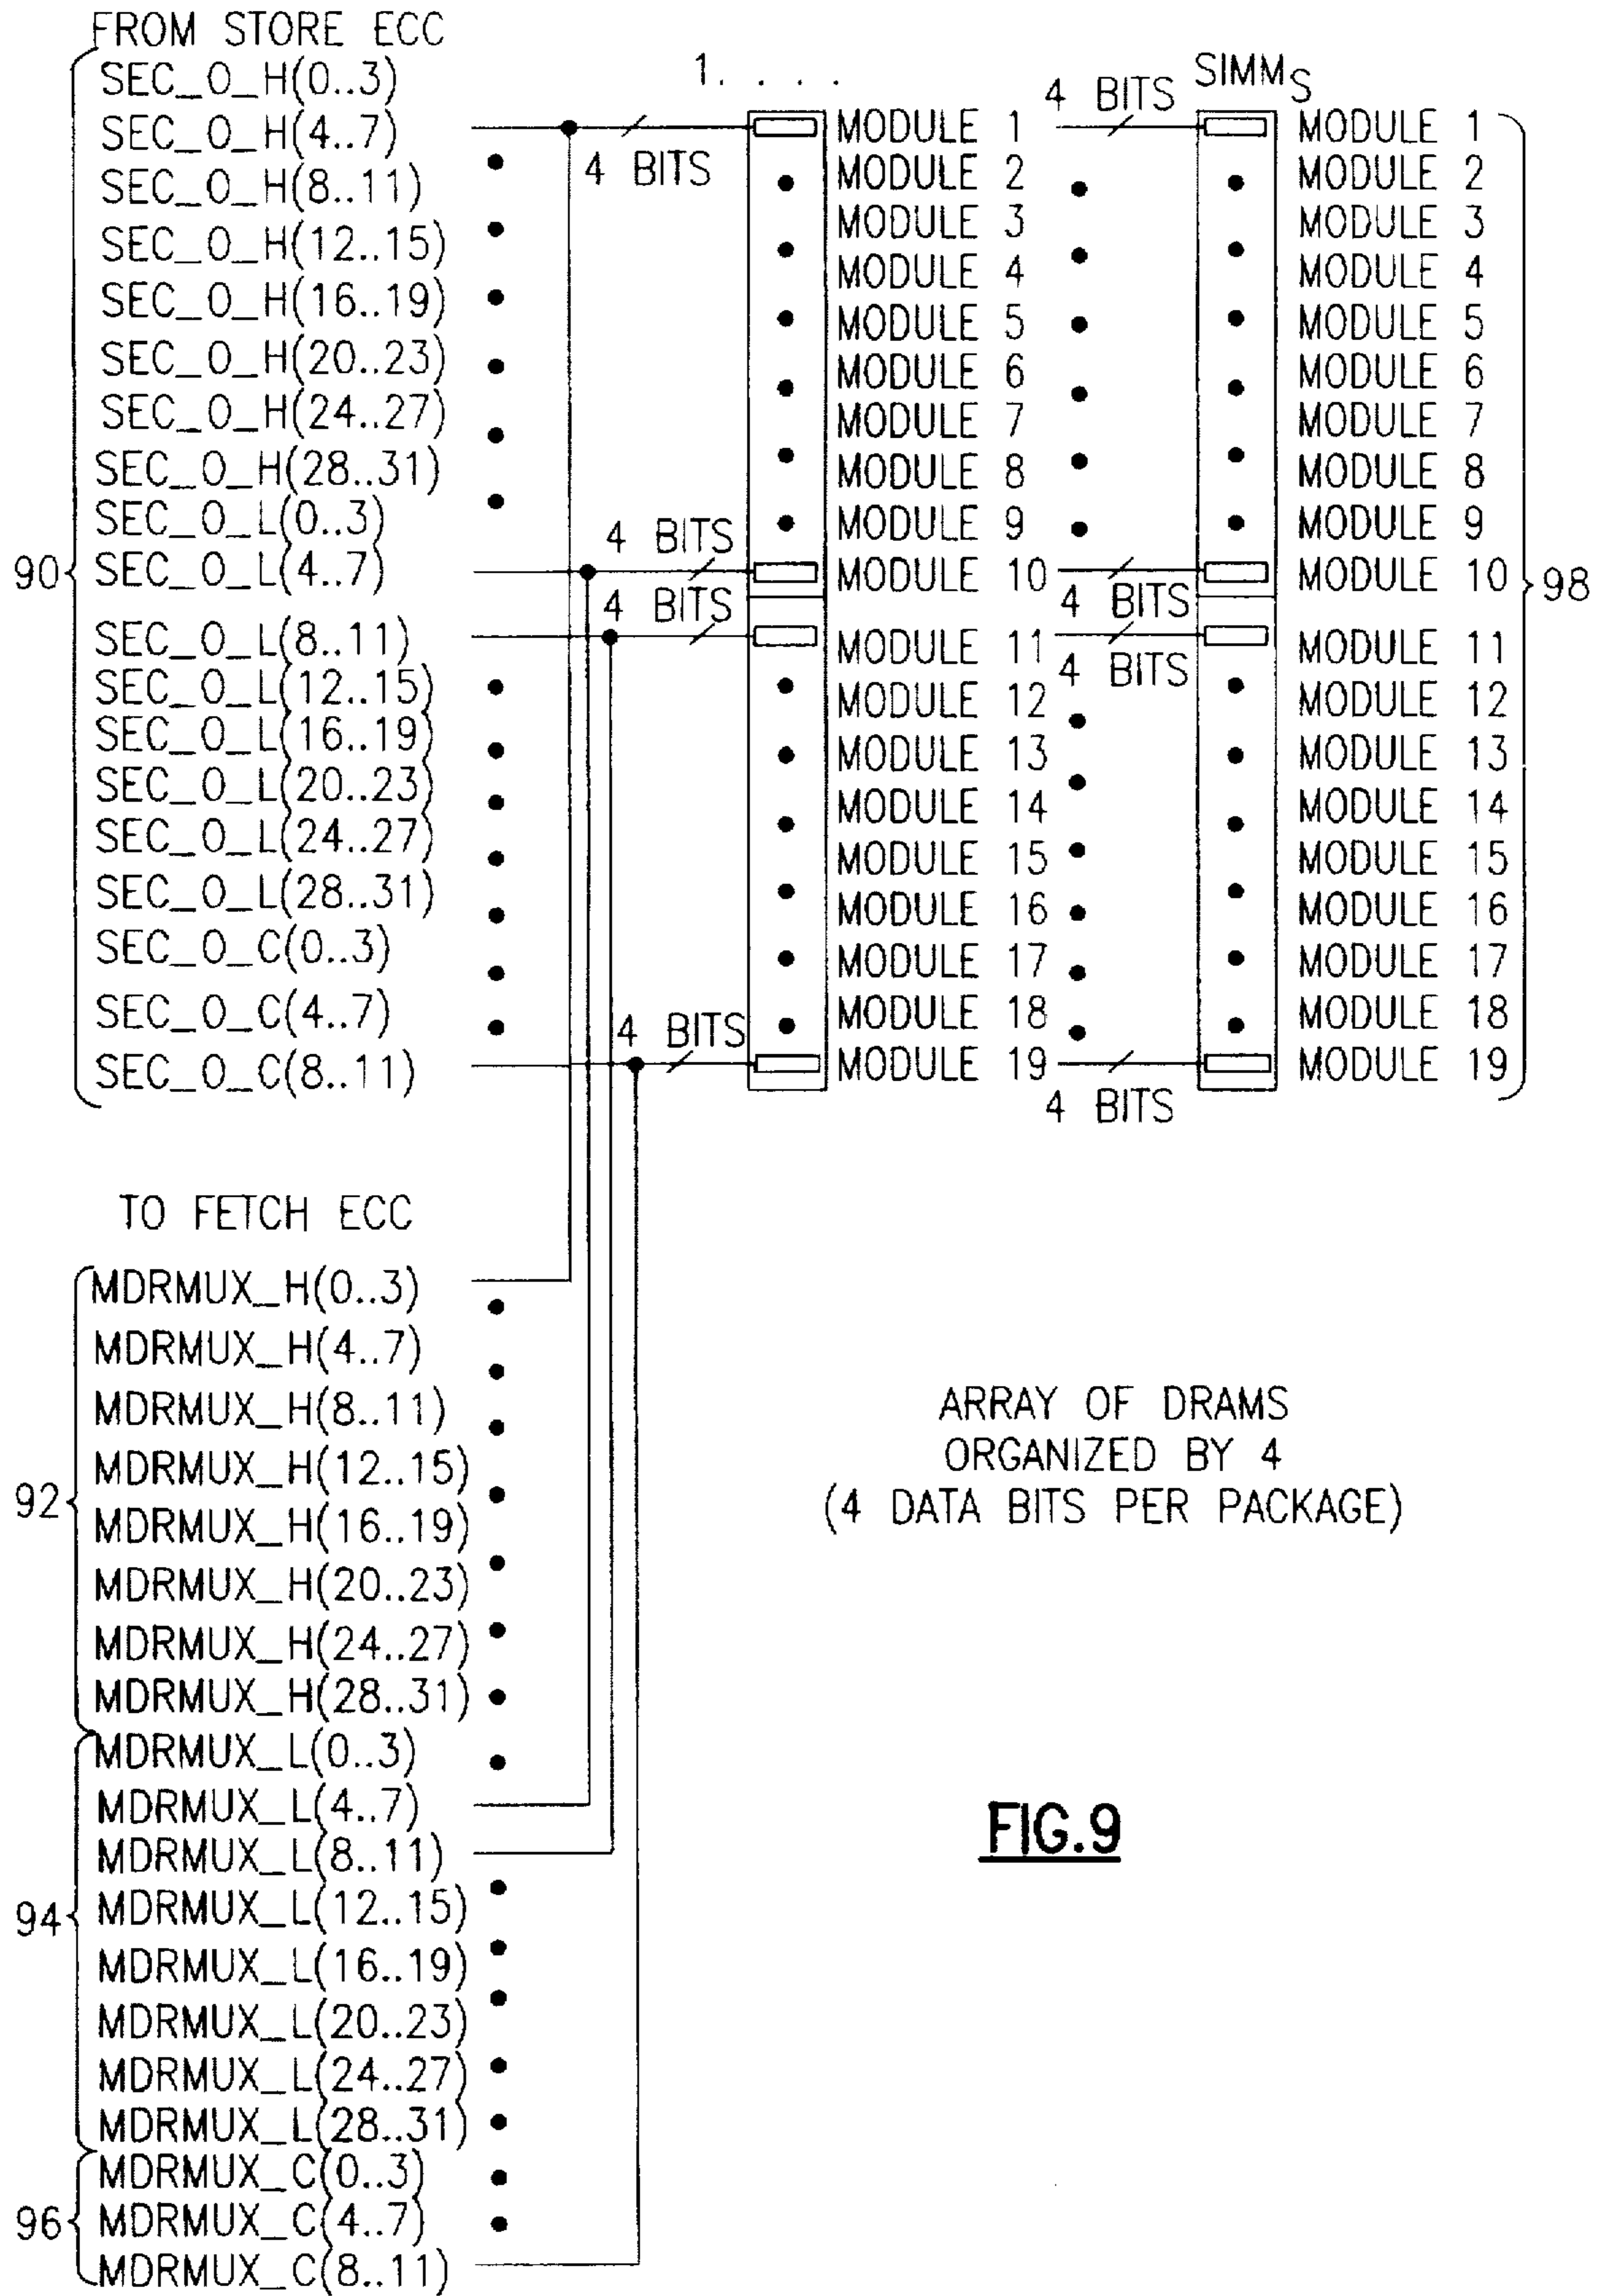 FROM STORE ECC
SEC_O_H(0..3)
SEC_O_H(4..7)
SEC_O_H(8..11)
SEC_O_H(12..15)
SEC_O_H(16..19)
SEC_O_H(20..23)
SEC_O_H(24..27)
SEC_O_H(28..31)
SEC_O_L(0..3)
90
SEC_O_L(4..7)
SEC_O_L(8..11)
SEC_O_L(12..15)
SEC_O_L(16..19)
SEC_O_L(20..23)
SEC_O_L(24..27)
SEC_O_L(28..31)
SEC_O_C(0..3)
SEC_O_C(4..7)
SEC_O_C(8..11)
4 BITS
4 BITS
4 BITS
4 BITS
1. . . .
MODULE 1
MODULE 2
MODULE 3
MODULE 4
MODULE 5
MODULE 6
MODULE 7
MODULE 8
MODULE 9
MODULE 10
MODULE 11
MODULE 12
MODULE 13
MODULE 14
MODULE 15
MODULE 16
MODULE 17
MODULE 18
MODULE 19
4 BITS
4 BITS
4 BITS
4 BITS
SIMMS
MODULE 1
MODULE 2
MODULE 3
MODULE 4
MODULE 5
MODULE 6
MODULE 7
MODULE 8
MODULE 9
MODULE 10
98
MODULE 11
MODULE 12
MODULE 13
MODULE 14
MODULE 15
MODULE 16
MODULE 17
MODULE 18
MODULE 19
TO FETCH ECC
MDRMUX_H(0..3)
MDRMUX_H(4..7)
MDRMUX_H(8..11)
MDRMUX_H(12..15)
92
MDRMUX_H(16..19)
MDRMUX_H(20..23)
MDRMUX_H(24..27)
MDRMUX_H(28..31)
MDRMUX_L(0..3)
MDRMUX_L(4..7)
MDRMUX_L(8..11)
94
MDRMUX_L(12..15)
MDRMUX_L(16..19)
MDRMUX_L(20..23)
MDRMUX_L(24..27)
MDRMUX_L(28..31)
MDRMUX_C(0..3)
96
MDRMUX_C(4..7)
MDRMUX_C(8..11)
ARRAY OF DRAMS
ORGANIZED BY 4
(4 DATA BITS PER PACKAGE)
FIG.9